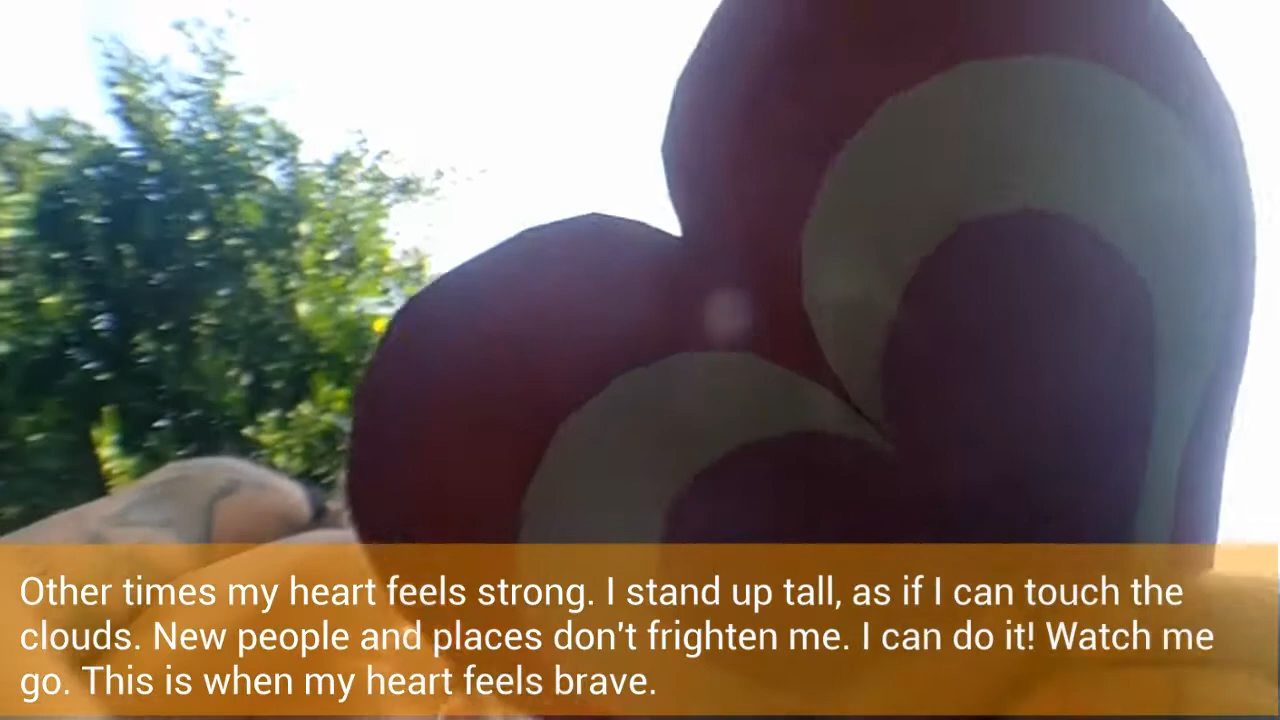 Other times my heart feels strong. I stand up tall, as if I can touch the
clouds. New people and places don't frighten me. I can do it! Watch me
go. This is when my heart feels brave.